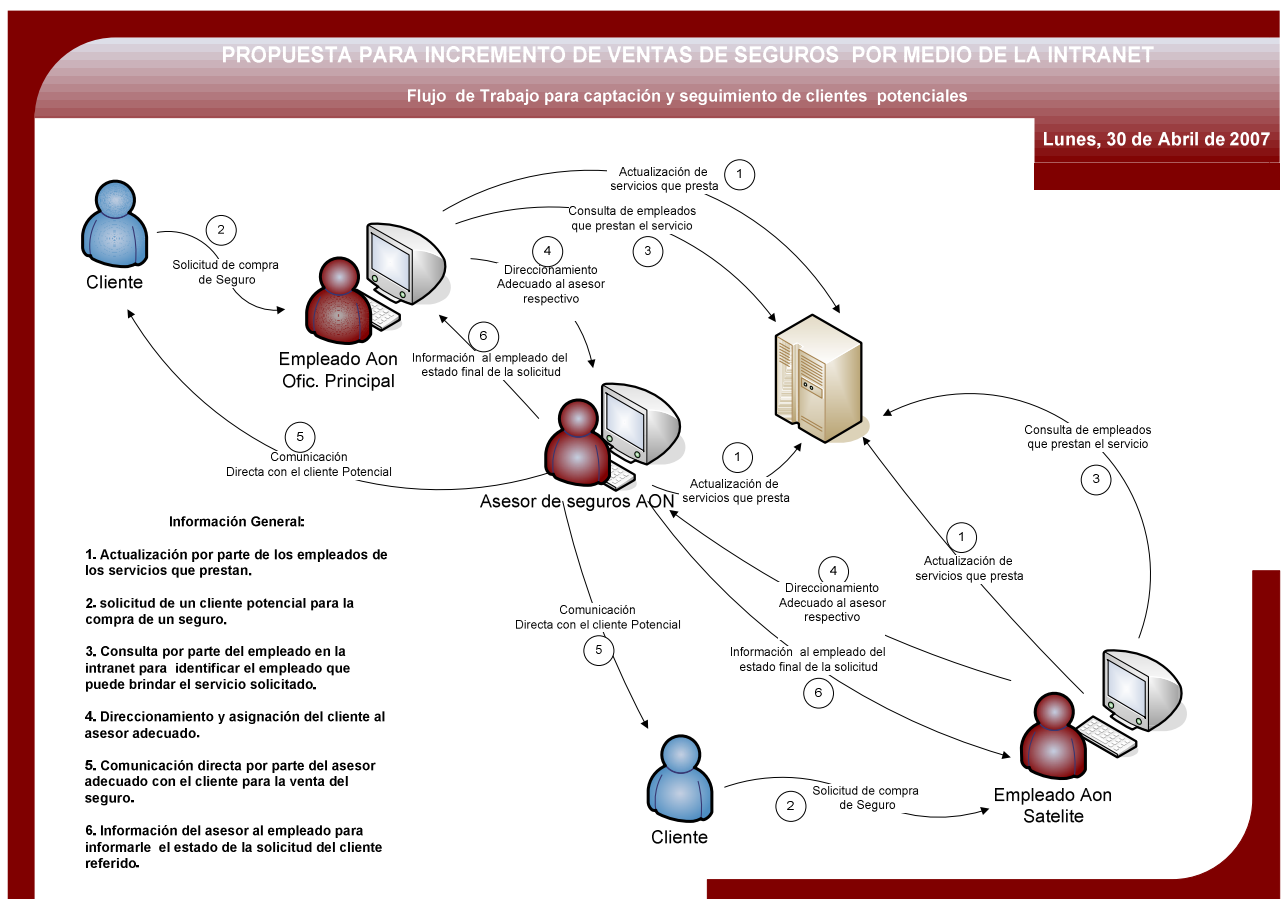 PROPUESTA PARA INCREMENTO DE VENTAS DE SEGUROS POR MEDIO DE LA INTRANET
Flujo de Trabajo para captación y seguimiento de clientes potenciales
Lunes, 30 de Abril de 2007
Actualización de
servicios que presta
1
Consulta de empleados
que prestan el servicio
3
2
Solicitud de compra
de Seguro
Cliente
4
Direccionamiento
Adecuado al asesor
respectivo
6
Información al empleado del
estado final de la solicitud
Empleado Aon
Ofic. Principal
5
Comunicación
Directa con el cliente Potencial
Asesor de seguros AON
1
Actualización de
servicios que presta
Consulta de empleados
que prestan el servicio
3
1
Actualización de
servicios que presta
4
Direccionamiento
Adecuado al asesor
respectivo
Comunicación
Directa con el cliente Potencial
5
Información al empleado del
estado final de la solicitud
6
Cliente
2
Solicitud de compra
de Seguro
Empleado Aon
Satelite
Información General:
1. Actualización por parte de los empleados de
los servicios que prestan.
2. solicitud de un cliente potencial para la
compra de un seguro.
3. Consulta por parte del empleado en la
intranet para identificar el empleado que
puede brindar el servicio solicitado.
4. Direccionamiento y asignación del cliente al
asesor adecuado.
5. Comunicación directa por parte del asesor
adecuado con el cliente para la venta del
seguro.
6. Información del asesor al empleado para
informarle el estado de la solicitud del cliente
referido.